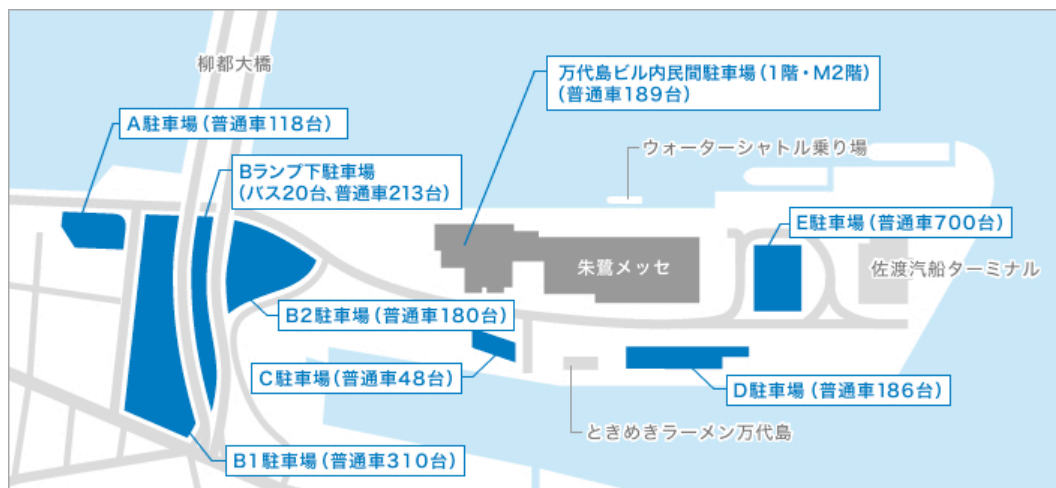 柳都大橋
万代島ビル内民間駐車場(1階・M2階)
(普通車189台)
A駐車場(普通車118台)
ウォーターシャトル乗り場
Bランプ下駐車場
(バス20台、普通車213台)
E駐車場(普通車700台)
朱鷺メッセ
佐渡汽船ターミナル
B2駐車場(普通車180台)
C駐車場(普通車48台)
D駐車場(普通車186台)
ときめきラーメン万代島
B1駐車場(普通車310台)